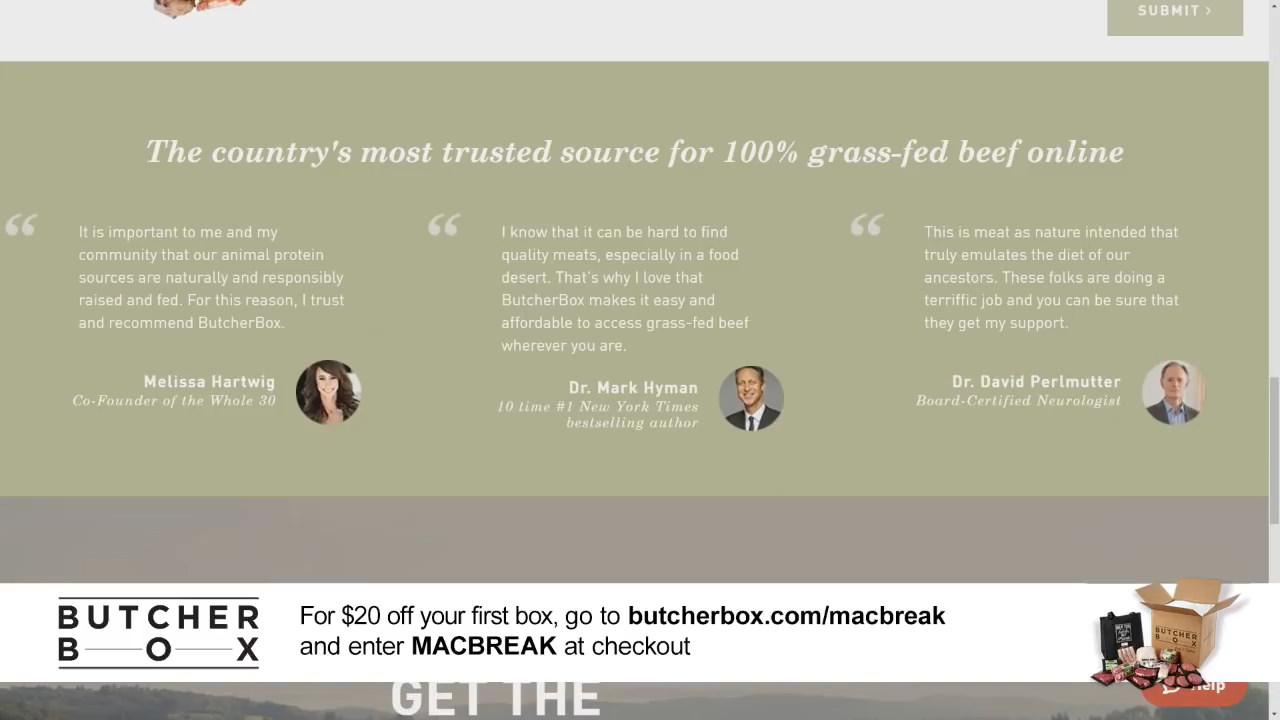 SUBMIT >
The country's most trusted source for 100% grass-fed beef online
“ It is important to me and my
community that our animal protein
sources are naturally and responsibly
raised and fed. For this reason, I trust
and recommend ButcherBox.
Melissa Hartwig
Co-Founder of the Whole 30
“ I know that it can be hard to find
quality meats, especially in a food
desert. That's why I love that
ButcherBox makes it easy and
affordable to access grass-fed beef
wherever you are.
Dr. Mark Hyman
10 time #1 New York Times
bestselling author
“ This is meat as nature intended that
truly emulates the diet of our
ancestors. These folks are doing a
terriffic job and you can be sure that
they get my support.
Dr. David Perlmutter
Board-Certified Neurologist
BUTCHER
BOX
For $20 off your first box, go to butcherbox.com/macbreak
and enter MACBREAK at checkout
BUTCHER
BOX
Help
GET THE